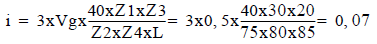 i = 3xVgx 40xZ1xZ3 / Z2xZ4xL = 3x0, 5x 40x30x20 / 75x80x85 = 0, 07